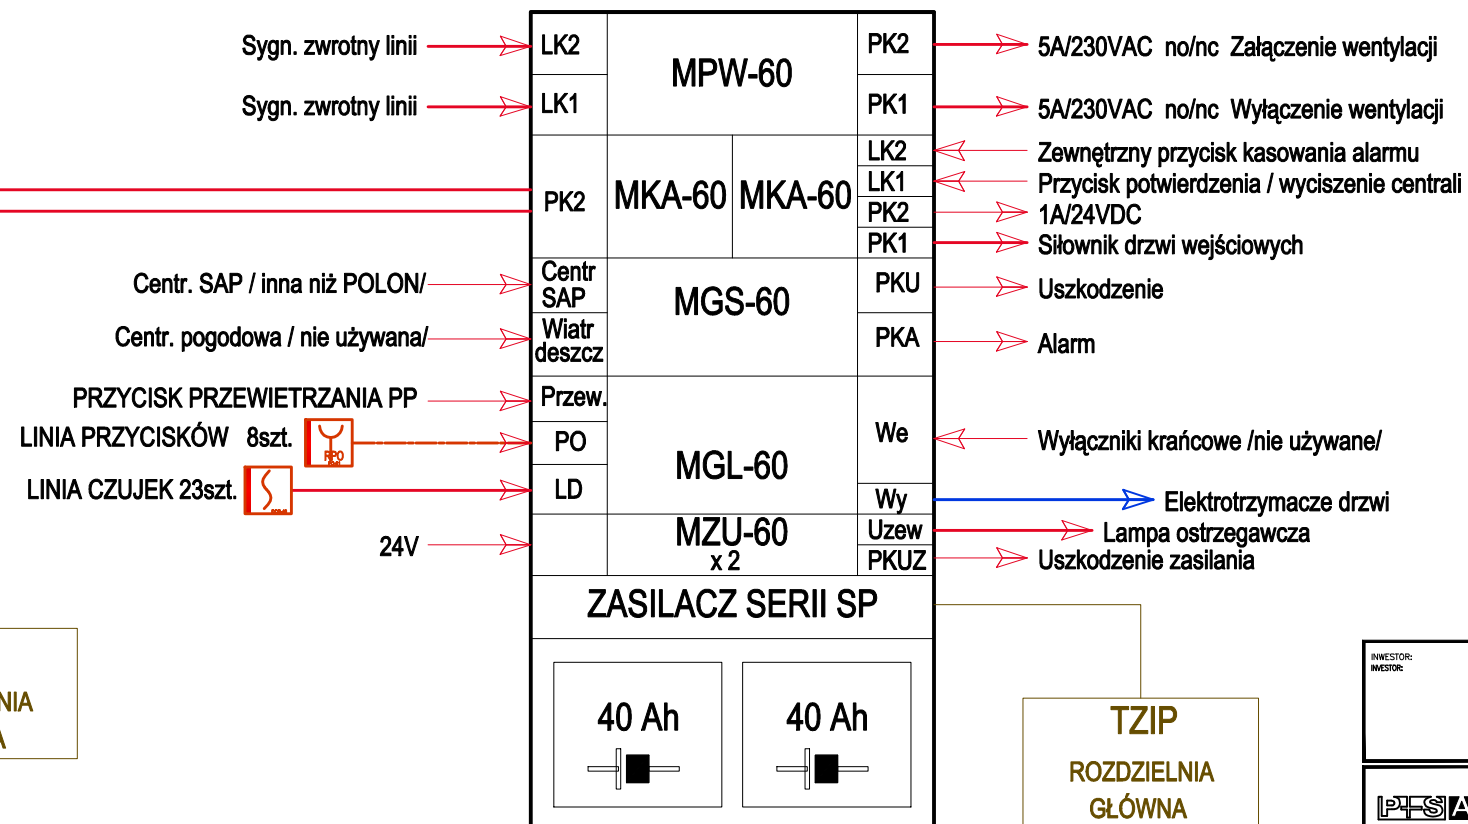 Sygn. zwrotny linii
LK2
MPW-60
PK2
5A/230VAC no/nc Załączenie wentylacji
Sygn. zwrotny linii
LK1
PK1
5A/230VAC no/nc Wyłączenie wentylacji
PK2
MKA-60
MKA-60
LK2
Zewnętrzny przycisk kasowania alarmu
LK1
Przycisk potwierdzenia / wyciszenie centrali
PK2
1A/24VDC
PK1
Siłownik drzwi wejściowych
Centr. SAP / inna niż POLON/
Centr
SAP
MGS-60
PKU
Uszkodzenie
Centr. pogodowa / nie używana/
Wiatr
deszcz
PKA
Alarm
PRZYCISK PRZEWIETRZANIA PP
Przew.
LINIA PRZYCISKÓW 8szt.
RPO
PO
MGL-60
We
Wyłączniki krańcowe /nie używane/
LINIA CZUJEK 23szt.
LD
Wy
Elektrotrzymacze drzwi
24V
MZU-60
x 2
Uzew
Lampa ostrzegawcza
PKUZ
Uszkodzenie zasilania
ZASILACZ SERII SP
40 Ah
40 Ah
NIA
A
TZIP
ROZDZIELNIA
GŁÓWNA
INWESTOR:
INVESTOR:
P+S A